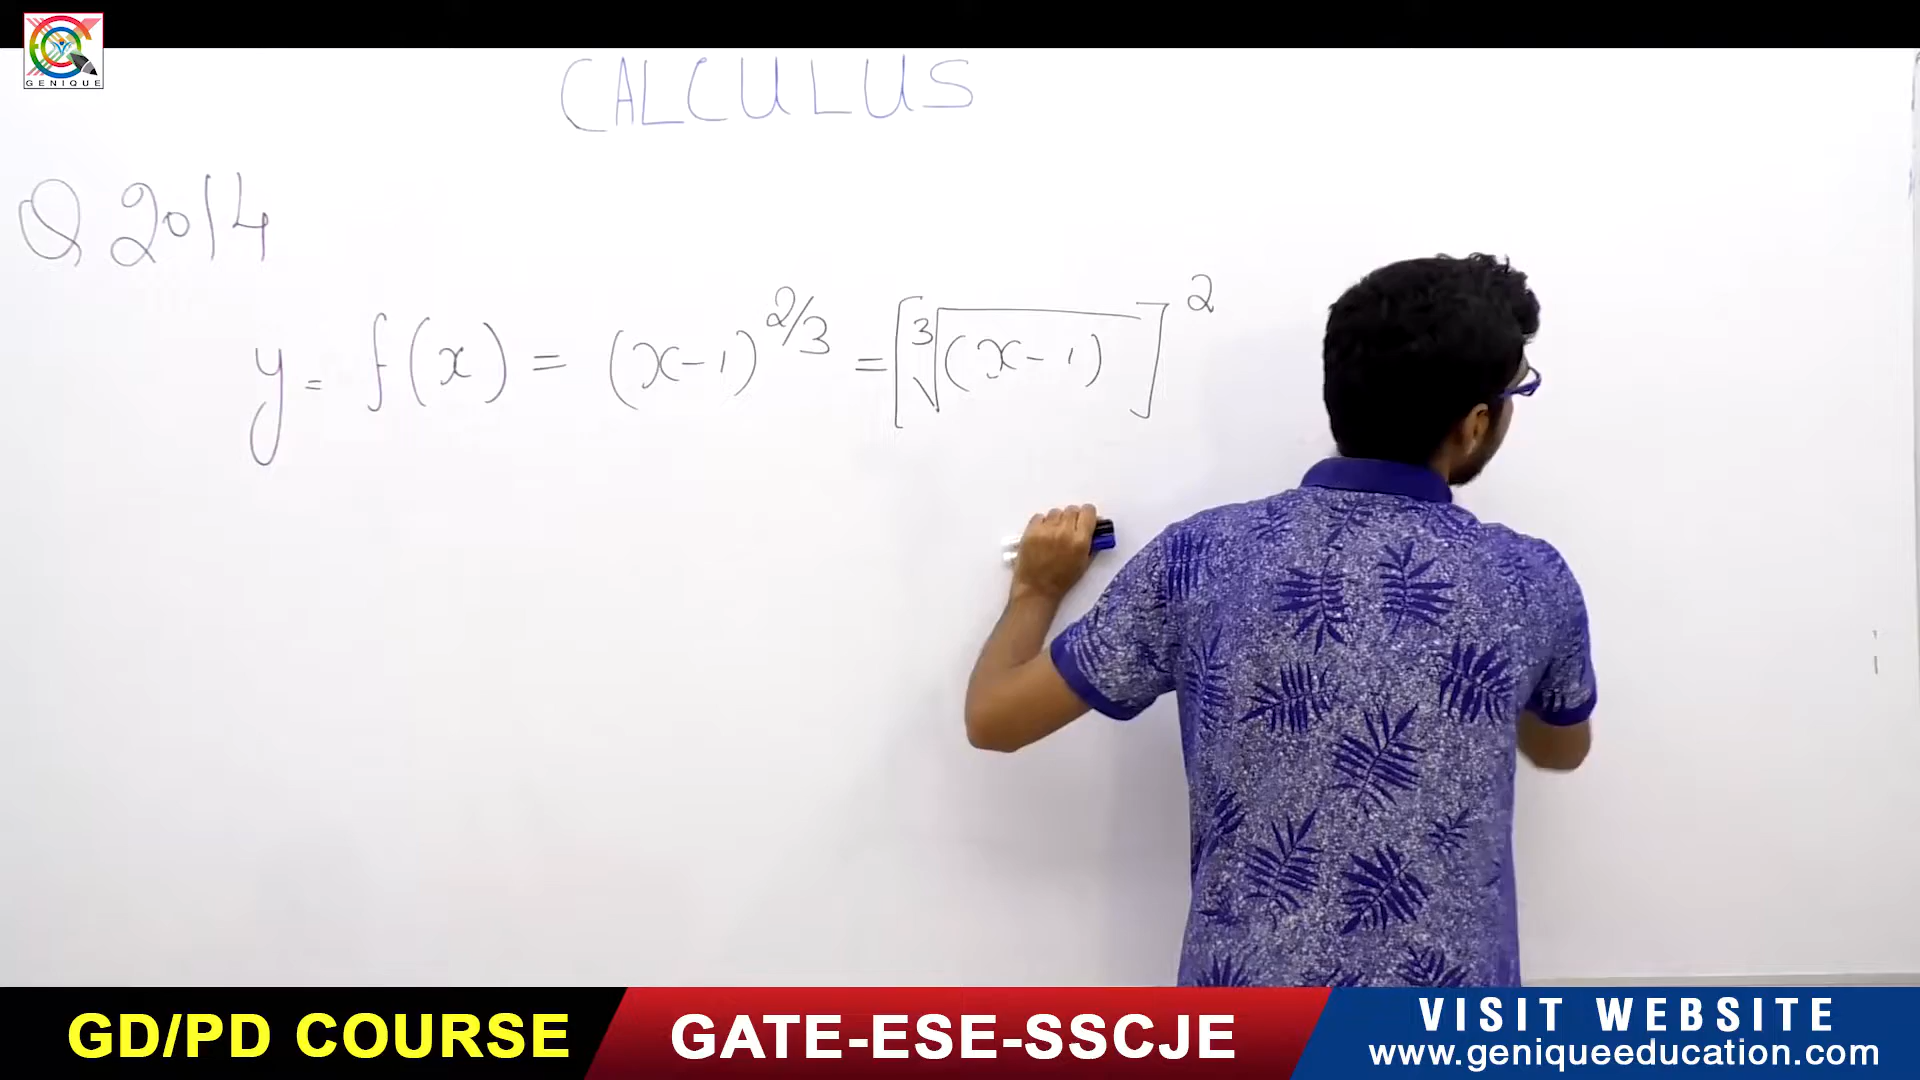 GENIQUE
CALCULUS
Q 2014
y = f(x) = (x-1)^{2/3} = [∛(x-1)]^2
GD/PD COURSE
GATE-ESE-SSCJE
VISIT WEBSITE
www.geniqueeducation.com